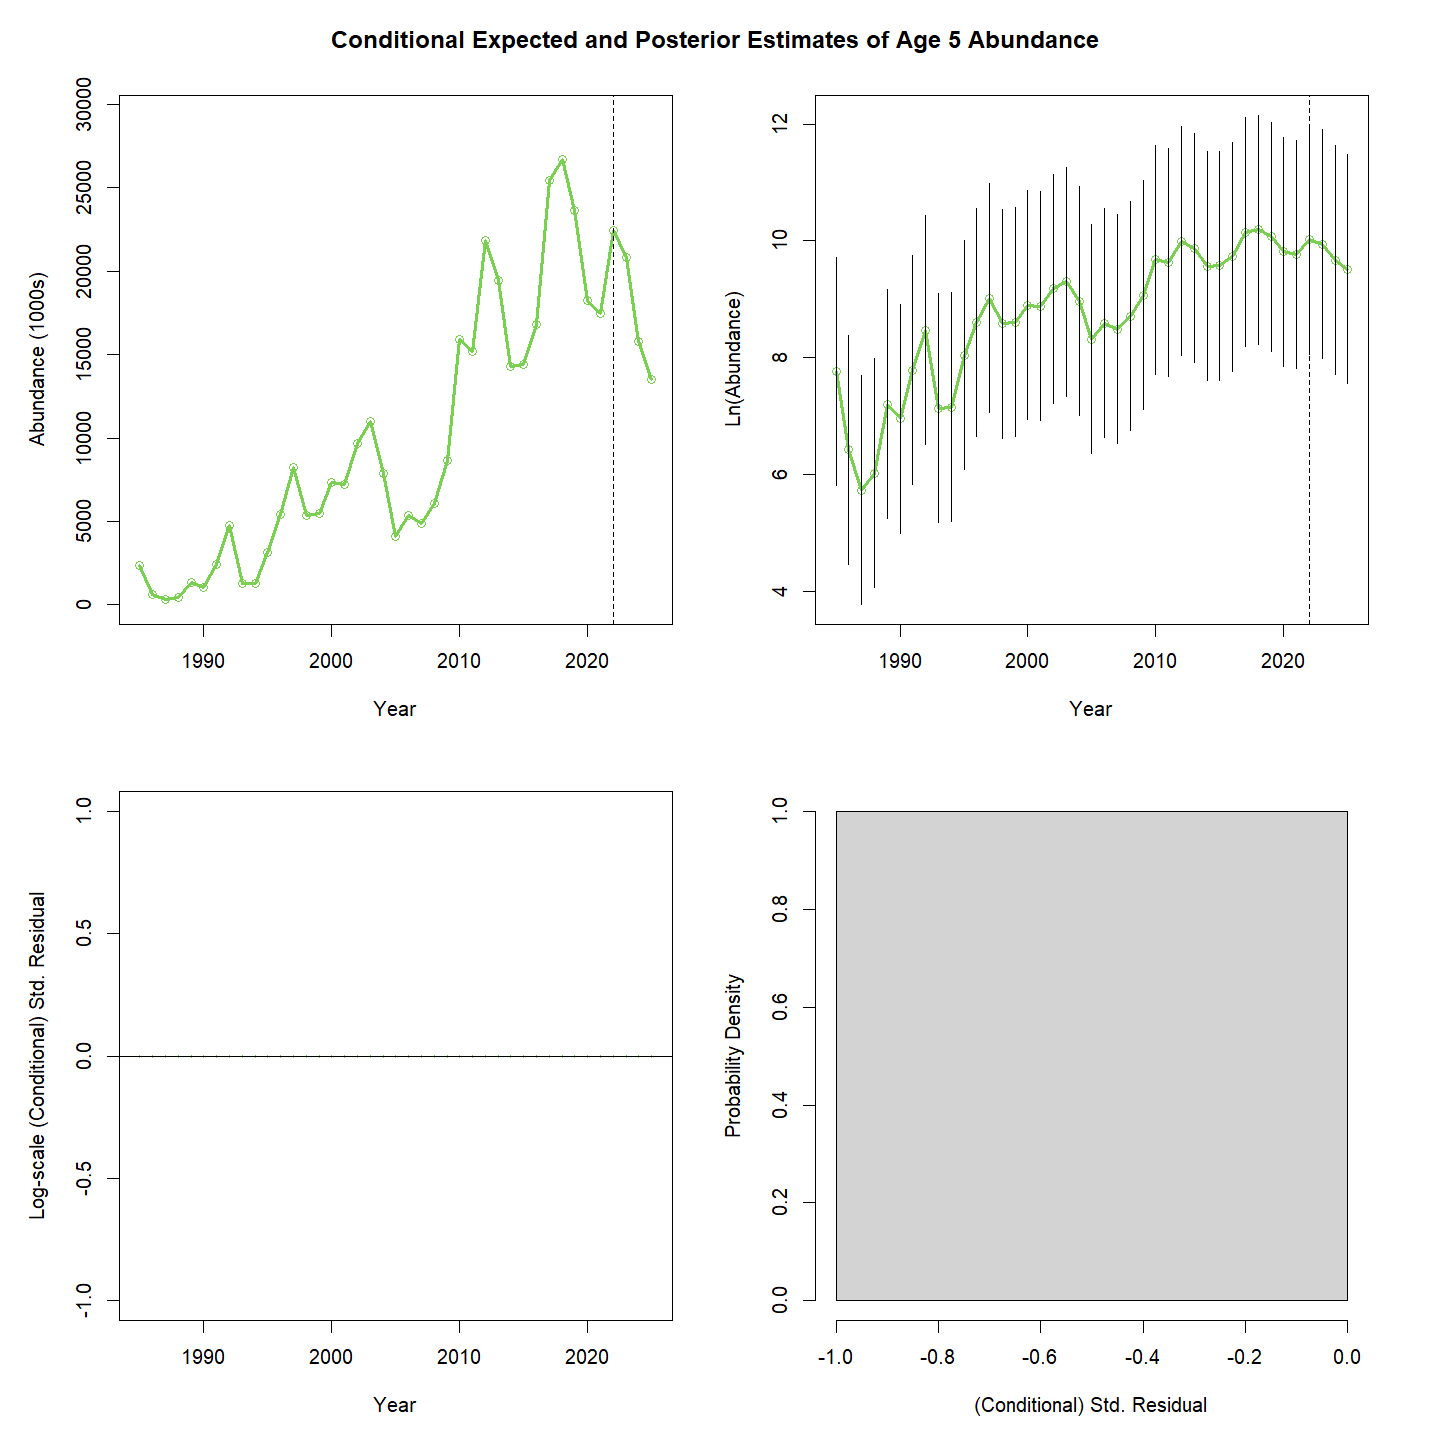 Conditional Expected and Posterior Estimates of Age 5 Abundance
Abundance (1000s)
30000
25000
20000
15000
10000
5000
0
1990 2000 2010 2020
Year
Ln(Abundance)
12
10
8
6
4
1990 2000 2010 2020
Year
Log-scale (Conditional) Std. Residual
1.0
0.5
0.0
-0.5
-1.0
1990 2000 2010 2020
Year
Probability Density
1.0
0.8
0.6
0.4
0.2
0.0
-1.0 -0.8 -0.6 -0.4 -0.2 0.0
(Conditional) Std. Residual